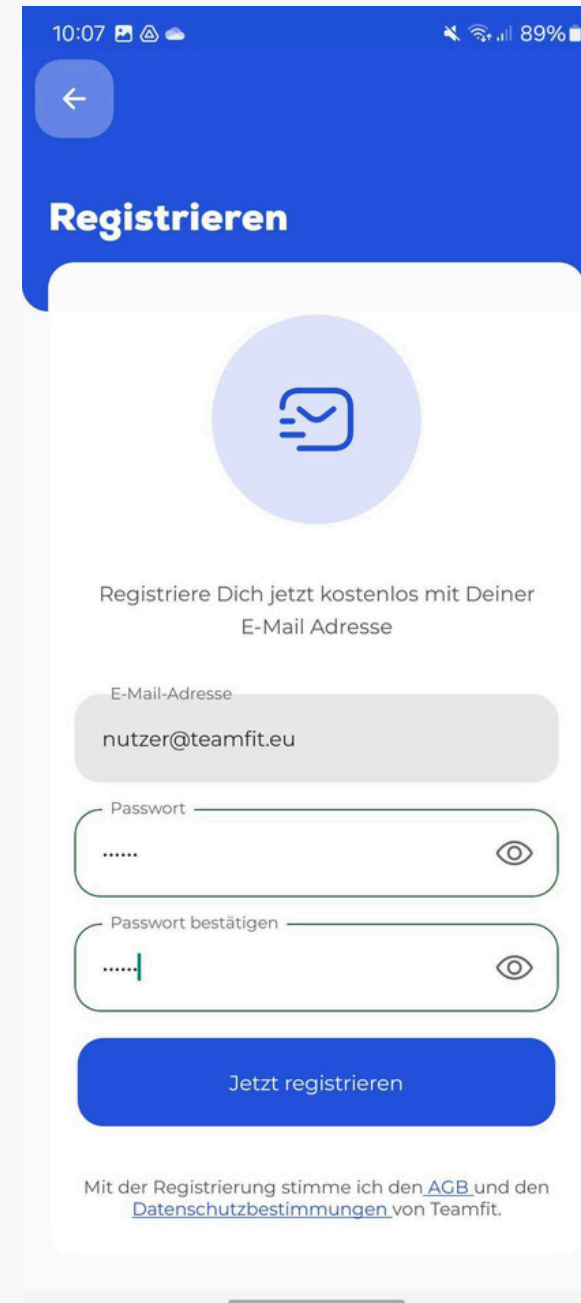 10:07
89%
Registrieren
Registriere Dich jetzt kostenlos mit Deiner
E-Mail Adresse
E-Mail-Adresse
nutzer@teamfit.eu
Passwort
······
Passwort bestätigen
······
Jetzt registrieren
Mit der Registrierung stimme ich den AGB und den
Datenschutzbestimmungen von Teamfit.